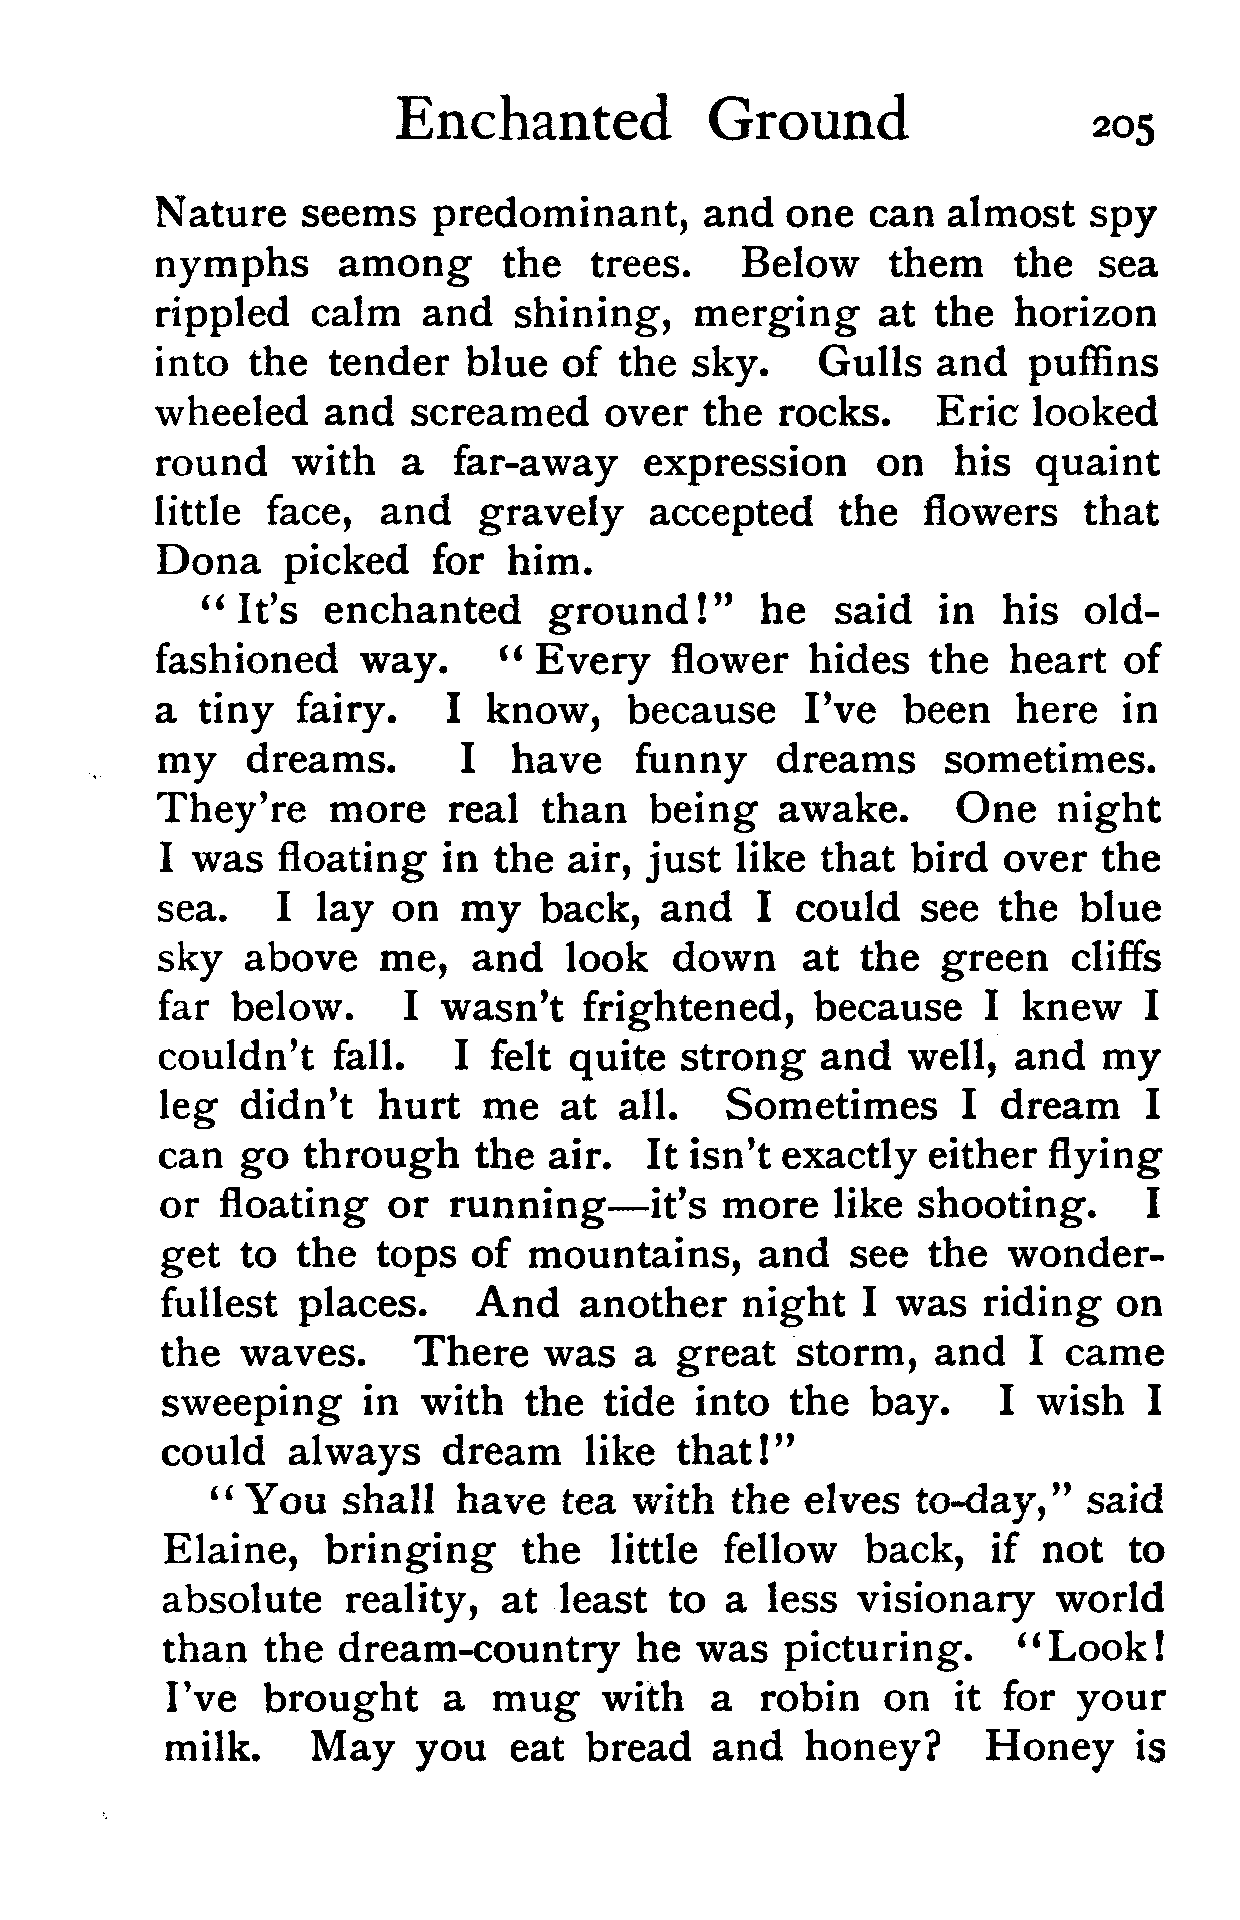 Enchanted Ground 205
Nature seems predominant, and one can almost spy
nymphs among the trees. Below them the sea
rippled calm and shining, merging at the horizon
into the tender blue of the sky. Gulls and puffins
wheeled and screamed over the rocks. Eric looked
round with a far-away expression on his quaint
little face, and gravely accepted the flowers that
Dona picked for him.
“It’s enchanted ground!” he said in his old-
fashioned way. “Every flower hides the heart of
a tiny fairy. I know, because I’ve been here in
my dreams. I have funny dreams sometimes.
They’re more real than being awake. One night
I was floating in the air, just like that bird over the
sea. I lay on my back, and I could see the blue
sky above me, and look down at the green cliffs
far below. I wasn’t frightened, because I knew I
couldn’t fall. I felt quite strong and well, and my
leg didn’t hurt me at all. Sometimes I dream I
can go through the air. It isn’t exactly either flying
or floating or running—it’s more like shooting. I
get to the tops of mountains, and see the wonder-
fullest places. And another night I was riding on
the waves. There was a great storm, and I came
sweeping in with the tide into the bay. I wish I
could always dream like that!”
“You shall have tea with the elves to-day,” said
Elaine, bringing the little fellow back, if not to
absolute reality, at least to a less visionary world
than the dream-country he was picturing. “Look!
I’ve brought a mug with a robin on it for your
milk. May you eat bread and honey? Honey is